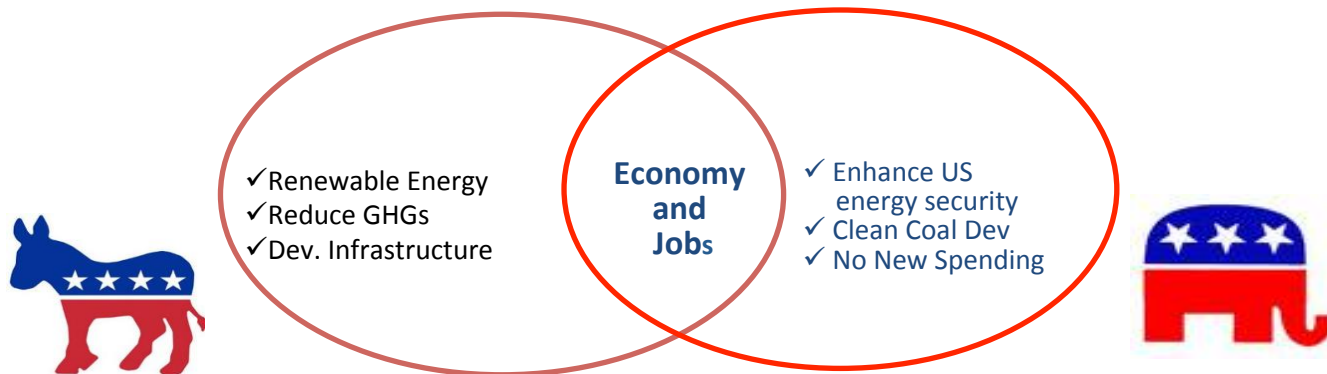 ✓Renewable Energy
✓Reduce GHGs
✓Dev. Infrastructure
Economy
and
Jobs
✓ Enhance US
energy security
✓ Clean Coal Dev
✓ No New Spending